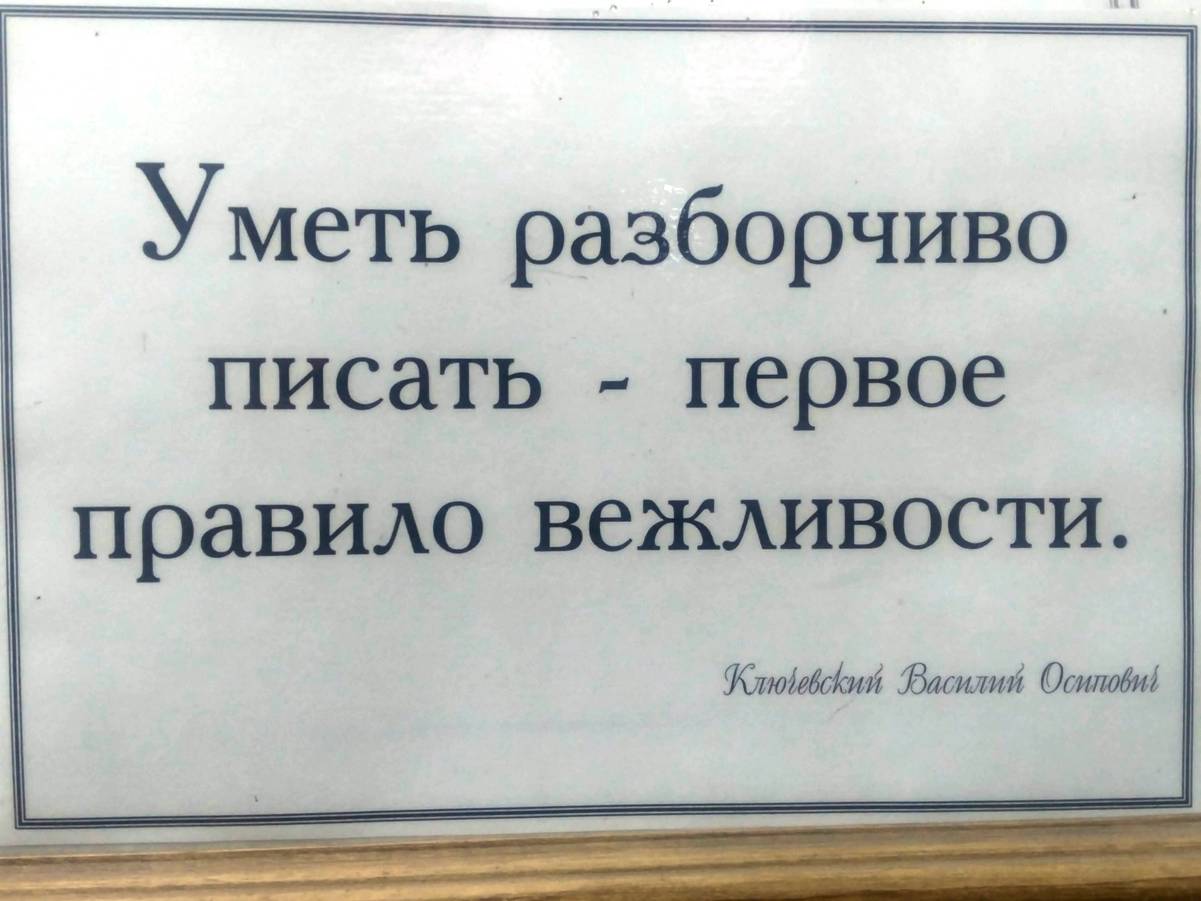 Уметь разборчиво
писать - первое
правило вежливости.
Ключевский Василий Осипович